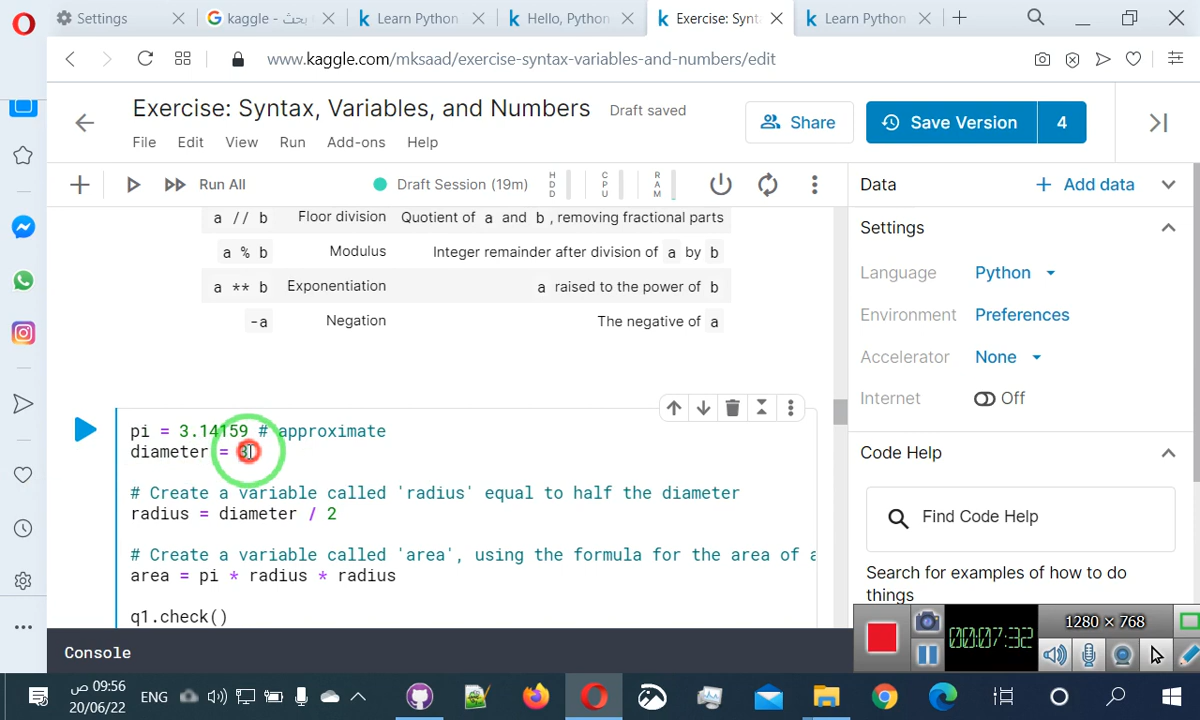 Settings
kaggle - بحث
Learn Python
Hello, Python
Exercise: Synt
Learn Python
www.kaggle.com/mksaad/exercise-syntax-variables-and-numbers/edit
Exercise: Syntax, Variables, and Numbers
Draft saved
Share
Save Version
4
File
Edit
View
Run
Add-ons
Help
Run All
Draft Session (19m)
HDD
CPU
RAM
Data
Add data
a // b Floor division Quotient of a and b , removing fractional parts
a % b Modulus Integer remainder after division of a by b
a ** b Exponentiation a raised to the power of b
-a Negation The negative of a
Settings
Language Python
Environment Preferences
Accelerator None
Internet Off
pi = 3.14159 # approximate
diameter = 3
# Create a variable called 'radius' equal to half the diameter
radius = diameter / 2
# Create a variable called 'area', using the formula for the area of a
area = pi * radius * radius
q1.check()
Code Help
Find Code Help
Search for examples of how to do
things
1280 × 768
00:07:32
Console
09:56 ص
20/06/22
ENG